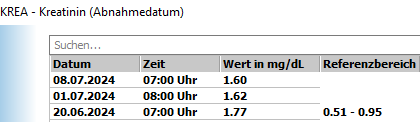 KREA - Kreatinin (Abnahmedatum)
Suchen...
Datum Zeit Wert in mg/dL Referenzbereich
08.07.2024 07:00 Uhr 1.60
01.07.2024 08:00 Uhr 1.62
20.06.2024 07:00 Uhr 1.77 0.51 - 0.95